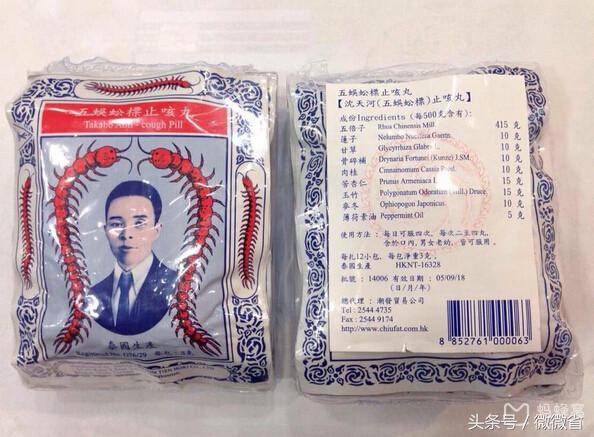 五蜈蚣標止咳丸
Takabb Anti - cough Pill
泰國生產
五蜈蚣標止咳丸
【沈天河(五蜈蚣標)止咳丸】
成份Ingredients (每500克含有):
五倍子 Rhus Chinensis Mill. 415 克
蓮子 Nelumbo Nucifera Gaertn. 10 克
甘草 Glycyrrhiza Glabra L. 10 克
骨碎補 Drynaria Fortunei (Kunze) J.SM. 10 克
肉桂 Cinnamomum Cassia Presl. 10 克
苦杏仁 Prunus Armeniaca L. 15 克
玉竹 Polygonatum Odoratum (Mill.) Druce. 15 克
麥冬 Ophiopogon Japonicus. 10 克
薄荷素油 Peppermint Oil 5 克
使用方法 : 每日可服四次, 每次二至四丸,
含於口內, 男女老幼, 皆可服用.
每扎12小包, 每包淨重3克.
泰國生產 HKNT-16328
批號 : 14006 有效日期 : 05/09/18
(日/月/年)
總代理 : 潮發貿易公司
Tel : 2544 4735
Fax : 2544 9174
http://www.chiufat.com.hk
8 852761 000063
蚂蜂窝
头条号/微微省